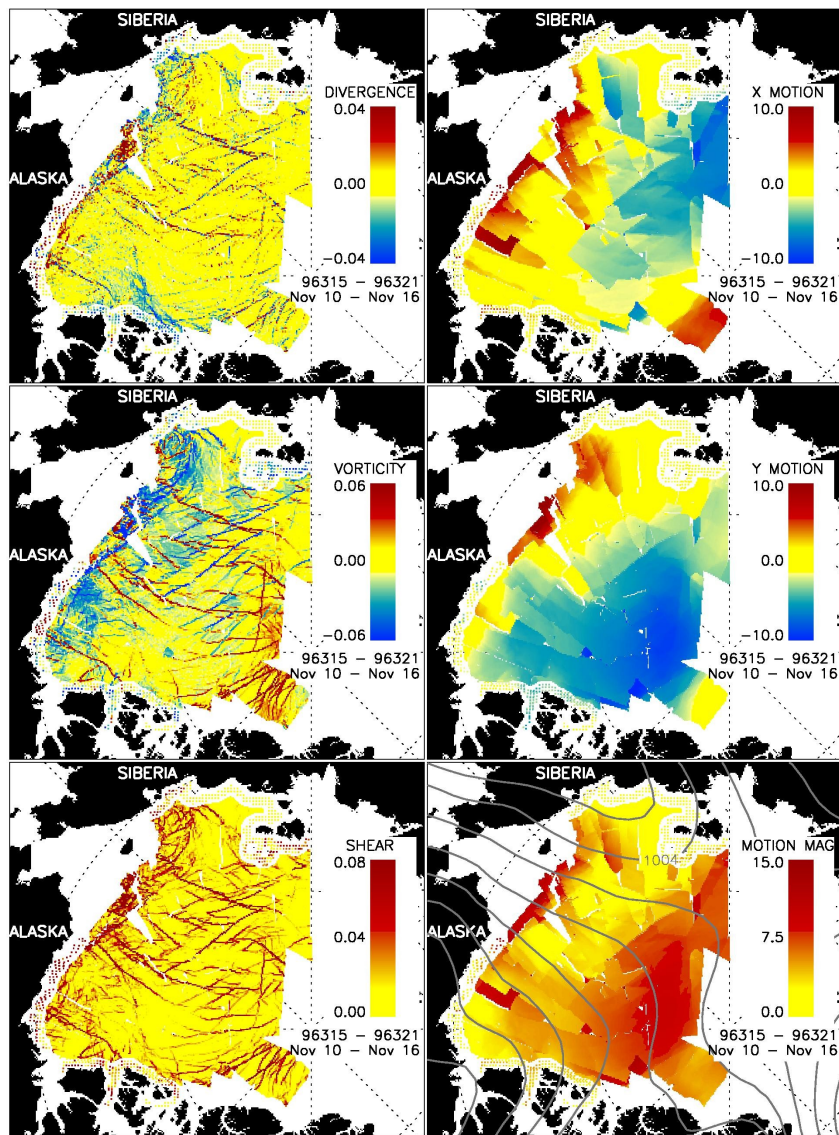 SIBERIA
DIVERGENCE
0.04
ALASKA
0.00
−0.04
96315 − 96321
Nov 10 − Nov 16
SIBERIA
X MOTION
10.0
ALASKA
0.0
−10.0
96315 − 96321
Nov 10 − Nov 16
SIBERIA
VORTICITY
0.06
ALASKA
0.00
−0.06
96315 − 96321
Nov 10 − Nov 16
SIBERIA
Y MOTION
10.0
ALASKA
0.0
−10.0
96315 − 96321
Nov 10 − Nov 16
SIBERIA
SHEAR
0.08
ALASKA
0.04
0.00
96315 − 96321
Nov 10 − Nov 16
SIBERIA
1004
MOTION MAG
15.0
ALASKA
7.5
0.0
96315 − 96321
Nov 10 − Nov 16